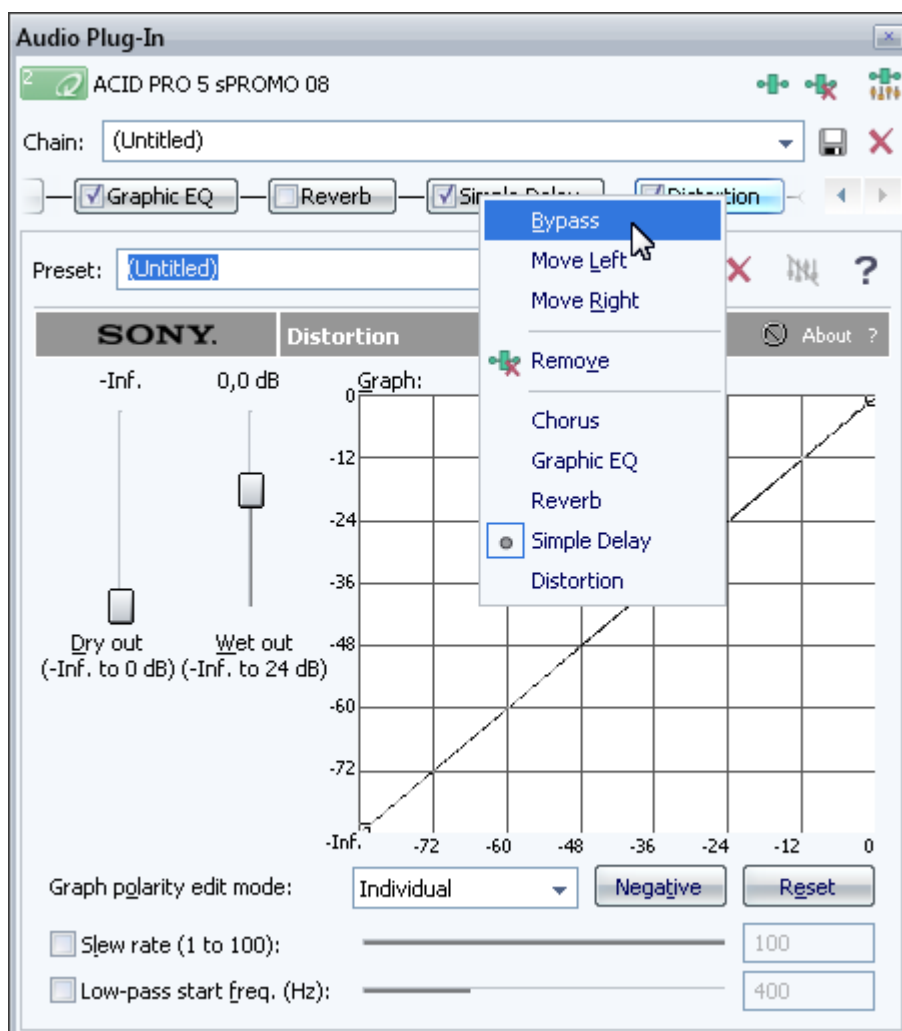 Audio Plug-In
2 ACID PRO 5 sPROMO 08
Chain: (Untitled)
Graphic EQ Reverb Simple Delay Distortion
Bypass
Move Left
Move Right
Remove
Chorus
Graphic EQ
Reverb
Simple Delay
Distortion
Preset: (Untitled) ?
SONY. Distortion About ?
-Inf. 0,0 dB Graph:
0
-12
-24
-36
-48
-60
-72
-Inf.
Dry out Wet out
(-Inf. to 0 dB) (-Inf. to 24 dB)
-72 -60 -48 -36 -24 -12 0
Graph polarity edit mode: Individual Negative Reset
Slew rate (1 to 100): 100
Low-pass start freq. (Hz): 400